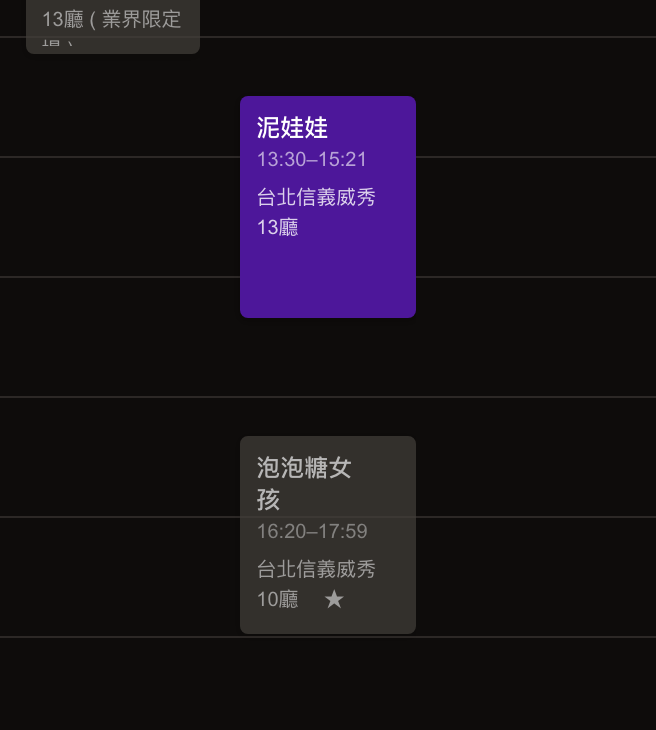 13廳 ( 業界限定
泥娃娃
13:30–15:21
台北信義威秀
13廳
泡泡糖女
孩
16:20–17:59
台北信義威秀
10廳 ★